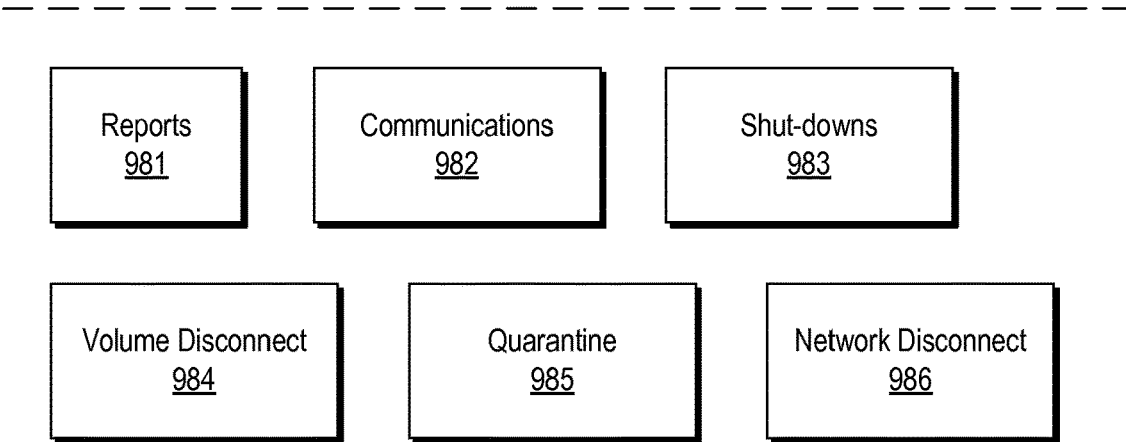 Reports
981
Communications
982
Shut-downs
983
Volume Disconnect
984
Quarantine
985
Network Disconnect
986